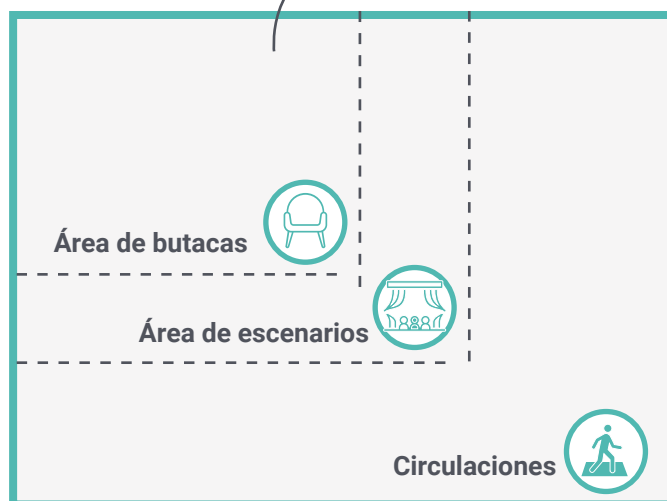 Área de butacas
Área de escenarios
Circulaciones